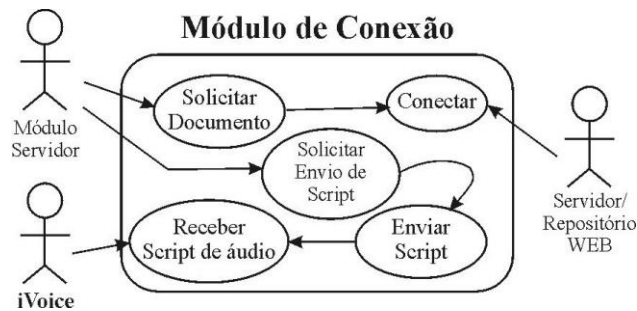 Módulo de Conexão
Solicitar
Documento
Conectar
Módulo
Servidor
Solicitar
Envio de
Script
Servidor/
Repositório
WEB
Receber
Script de áudio
Enviar
Script
iVoice